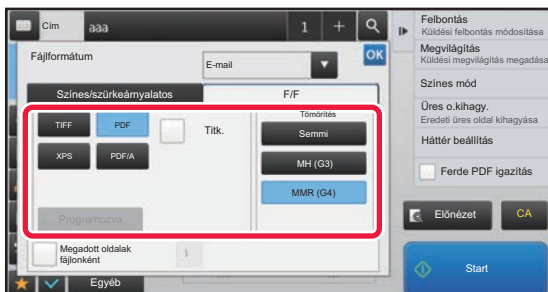 Cím
aaa
1
Fájlformátum
E-mail
OK
Színes/szürkeárnyalatos
F/F
TIFF
PDF
Titk.
XPS
PDF/A
Programozva
Tömörítés
Semmi
MH (G3)
MMR (G4)
Megadott oldalak
fájlonként
1
Egyéb
Felbontás
Küldési felbontás módosítása
Megvilágítás
Küldési megvilágítás megadása
Színes mód
Üres o.kihagy.
Eredeti üres oldal kihagyása
Háttér beállítás
Ferde PDF igazítás
Előnézet
CA
Start